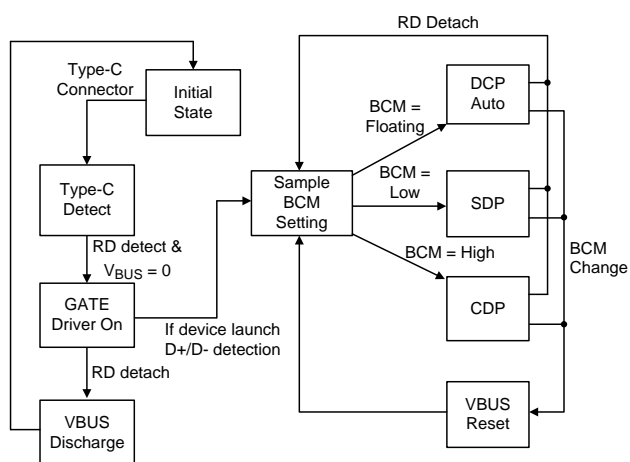 RD Detach
Type-C
Connector
Initial
State
DCP
Auto
BCM =
Floating
Type-C
Detect
Sample
BCM
Setting
BCM =
Low
SDP
RD detect &
VBUS = 0
BCM = High
BCM
Change
GATE
Driver On
If device launch
D+/D- detection
CDP
RD detach
VBUS
Discharge
VBUS
Reset